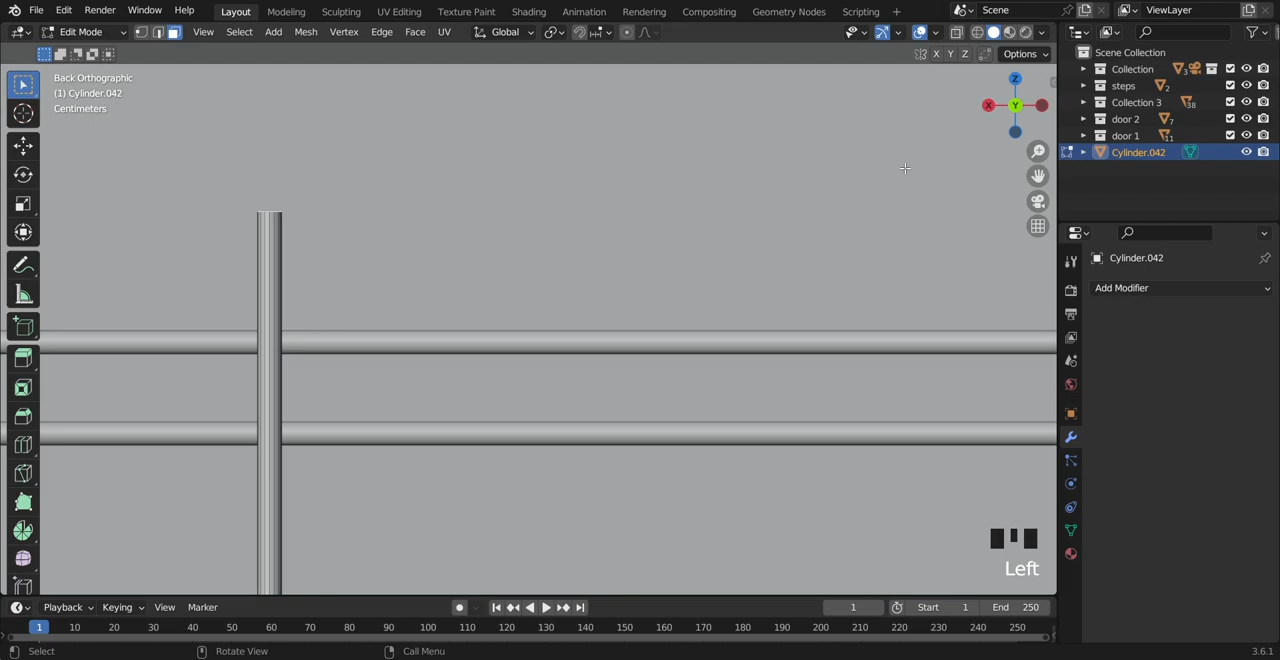 File Edit Render Window Help Layout Modeling Sculpting UV Editing Texture Paint Shading Animation Rendering Compositing Geometry Nodes Scripting + Scene ViewLayer
Edit Mode View Select Add Mesh Vertex Edge Face UV Global
X Y Z Options
Back Orthographic
(1) Cylinder.042
Centimeters
Z
X Y
Scene Collection
Collection 3
steps 2
Collection 3 38
door 2 7
door 1 11
Cylinder.042
Cylinder.042
Add Modifier
Left
Playback Keying View Marker 1 Start 1 End 250
1 10 20 30 40 50 60 70 80 90 100 110 120 130 140 150 160 170 180 190 200 210 220 230 240 250
Select Rotate View Call Menu 3.6.1